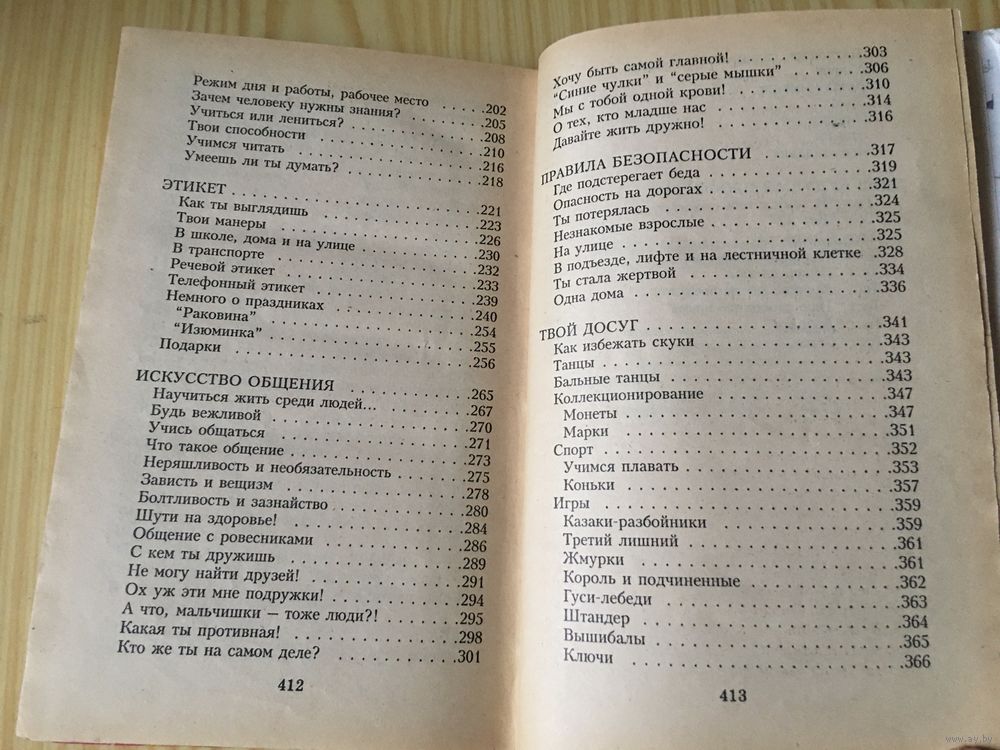 Режим дня и работы, рабочее место . . . . .202
Зачем человеку нужны знания? . . . . . . . .205
Учиться или лениться? . . . . . . . . . . . .208
Твои способности . . . . . . . . . . . . . .210
Учимся читать . . . . . . . . . . . . . . . .216
Умеешь ли ты думать? . . . . . . . . . . . .218
ЭТИКЕТ . . . . . . . . . . . . . . . . . . .221
Как ты выглядишь . . . . . . . . . . . . . .223
Твои манеры . . . . . . . . . . . . . . . . .226
В школе, дома и на улице . . . . . . . . . .230
В транспорте . . . . . . . . . . . . . . . .232
Речевой этикет . . . . . . . . . . . . . . .233
Телефонный этикет . . . . . . . . . . . . . .239
Немного о праздниках . . . . . . . . . . . .240
“Раковина” . . . . . . . . . . . . . . . . .254
“Изюминка” . . . . . . . . . . . . . . . . .255
Подарки . . . . . . . . . . . . . . . . . . .256
ИСКУССТВО ОБЩЕНИЯ . . . . . . . . . . . . . .265
Научиться жить среди людей... . . . . . . . .267
Будь вежливой . . . . . . . . . . . . . . . .270
Учись общаться . . . . . . . . . . . . . . .271
Что такое общение . . . . . . . . . . . . . .273
Неряшливость и необязательность . . . . . . .275
Зависть и вещизм . . . . . . . . . . . . . .278
Болтливость и зазнайство . . . . . . . . . .280
Шути на здоровье! . . . . . . . . . . . . . .284
Общение с ровесниками . . . . . . . . . . . .286
С кем ты дружишь . . . . . . . . . . . . . .289
Не могу найти друзей! . . . . . . . . . . . .291
Ох уж эти мне подружки! . . . . . . . . . . .294
А что, мальчишки — тоже люди?! . . . . . . .295
Какая ты противная! . . . . . . . . . . . . .298
Кто же ты на самом деле? . . . . . . . . . .301
412
Хочу быть самой главной! . . . . . . . . . .303
“Синие чулки” и “серые мышки” . . . . . . . .306
Мы с тобой одной крови! . . . . . . . . . . .310
О тех, кто младше нас . . . . . . . . . . . .314
Давайте жить дружно! . . . . . . . . . . . .316
ПРАВИЛА БЕЗОПАСНОСТИ . . . . . . . . . . . .317
Где подстерегает беда . . . . . . . . . . . .319
Опасность на дорогах . . . . . . . . . . . .321
Ты потерялась . . . . . . . . . . . . . . . .324
Незнакомые взрослые . . . . . . . . . . . . .325
На улице . . . . . . . . . . . . . . . . . .325
В подъезде, лифте и на лестничной клетке .328
Ты стала жертвой . . . . . . . . . . . . . .334
Одна дома . . . . . . . . . . . . . . . . . .336
ТВОЙ ДОСУГ . . . . . . . . . . . . . . . . .341
Как избежать скуки . . . . . . . . . . . . .343
Танцы . . . . . . . . . . . . . . . . . . . .343
Бальные танцы . . . . . . . . . . . . . . . .343
Коллекционирование . . . . . . . . . . . . .347
Монеты . . . . . . . . . . . . . . . . . . .347
Марки . . . . . . . . . . . . . . . . . . . .351
Спорт . . . . . . . . . . . . . . . . . . . .352
Учимся плавать . . . . . . . . . . . . . . .353
Коньки . . . . . . . . . . . . . . . . . . .357
Игры . . . . . . . . . . . . . . . . . . . .359
Казаки-разбойники . . . . . . . . . . . . . .359
Третий лишний . . . . . . . . . . . . . . . .361
Жмурки . . . . . . . . . . . . . . . . . . .361
Король и подчиненные . . . . . . . . . . . .362
Гуси-лебеди . . . . . . . . . . . . . . . . .363
Штандер . . . . . . . . . . . . . . . . . . .364
Вышибалы . . . . . . . . . . . . . . . . . .365
Ключи . . . . . . . . . . . . . . . . . . . .366
413
www.ay.by